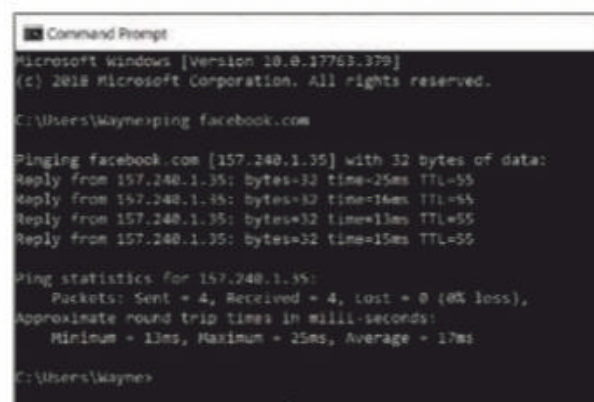 Command Prompt
Microsoft Windows [Version 10.0.17763.379]
(c) 2018 Microsoft Corporation. All rights reserved.
C:\Users\Wayne>ping facebook.com
Pinging facebook.com [157.240.1.35] with 32 bytes of data:
Reply from 157.240.1.35: bytes=32 time=25ms TTL=55
Reply from 157.240.1.35: bytes=32 time=16ms TTL=55
Reply from 157.240.1.35: bytes=32 time=13ms TTL=55
Reply from 157.240.1.35: bytes=32 time=15ms TTL=55
Ping statistics for 157.240.1.35:
Packets: Sent = 4, Received = 4, Lost = 0 (0% loss),
Approximate round trip times in milli-seconds:
Minimum = 13ms, Maximum = 25ms, Average = 17ms
C:\Users\Wayne>